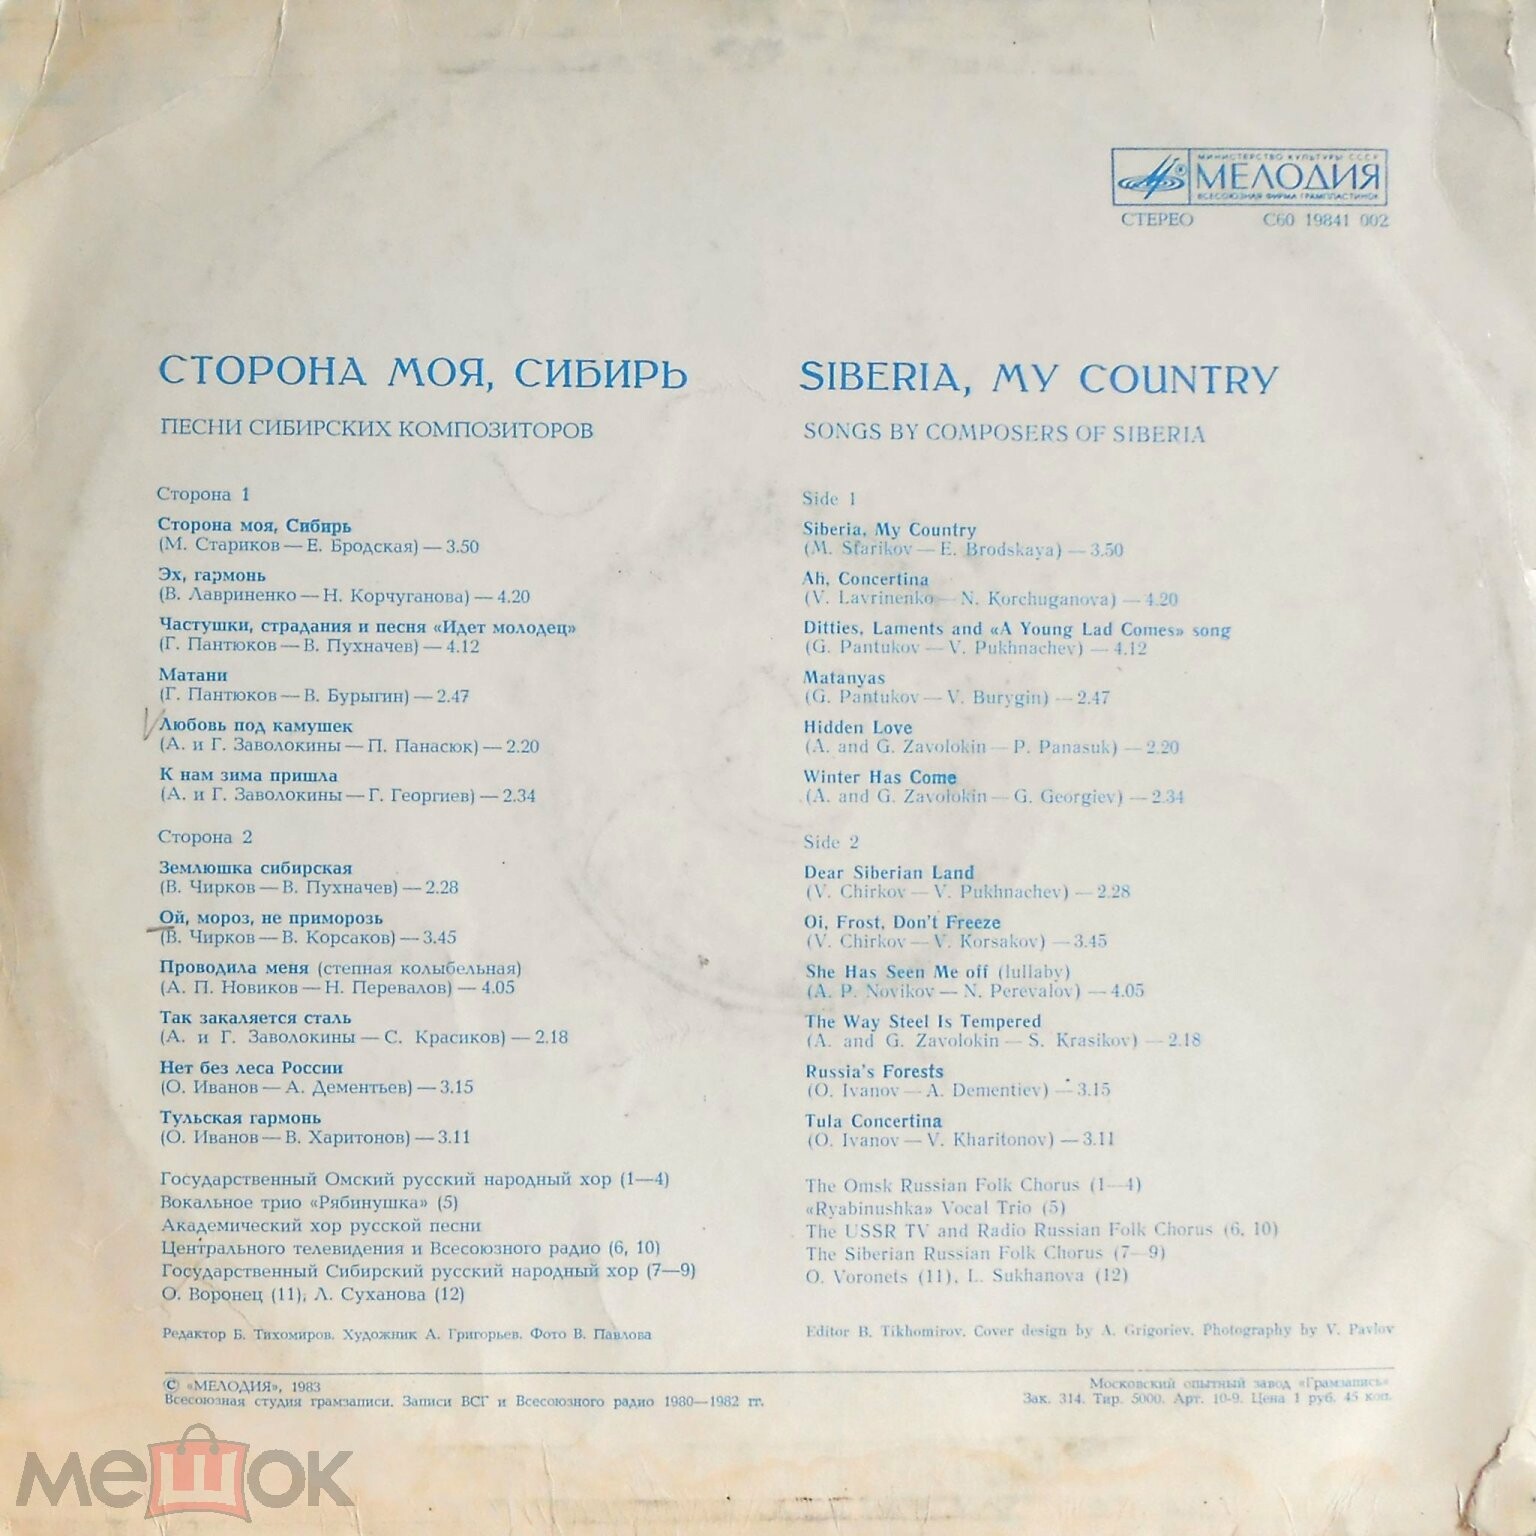 МИНИСТЕРСТВО КУЛЬТУРЫ СССР
МЕЛОДИЯ
ВСЕСОЮЗНАЯ ФИРМА ГРАМПЛАСТИНОК
СТЕРЕО С60 19841 002
СТОРОНА МОЯ, СИБИРЬ
ПЕСНИ СИБИРСКИХ КОМПОЗИТОРОВ
Сторона 1
Сторона моя, Сибирь
(М. Стариков — Е. Бродская) — 3.50
Эх, гармонь
(В. Лавриненко — Н. Корчуганова) — 4.20
Частушки, страдания и песня «Идет молодец»
(Г. Пантюков — В. Пухначев) — 4.12
Матани
(Г. Пантюков — В. Бурыгин) — 2.47
Любовь под камушек
(А. и Г. Заволокины — П. Панасюк) — 2.20
К нам зима пришла
(А. и Г. Заволокины — Г. Георгиев) — 2.34
Сторона 2
Землюшка сибирская
(В. Чирков — В. Пухначев) — 2.28
Ой, мороз, не приморозь
(В. Чирков — В. Корсаков) — 3.45
Проводила меня (степная колыбельная)
(А. П. Новиков — Н. Перевалов) — 4.05
Так закаляется сталь
(А. и Г. Заволокины — С. Красиков) — 2.18
Нет без леса России
(О. Иванов — А. Дементьев) — 3.15
Тульская гармонь
(О. Иванов — В. Харитонов) — 3.11
Государственный Омский русский народный хор (1—4)
Вокальное трио «Рябинушка» (5)
Академический хор русской песни
Центрального телевидения и Всесоюзного радио (6, 10)
Государственный Сибирский русский народный хор (7—9)
О. Воронец (11), Л. Суханова (12)
Редактор Б. Тихомиров. Художник А. Григорьев. Фото В. Павлова
SIBERIA, MY COUNTRY
SONGS BY COMPOSERS OF SIBERIA
Side 1
Siberia, My Country
(M. Starikov — E. Brodskaya) — 3.50
Ah, Concertina
(V. Lavrinenko — N. Korchuganova) — 4.20
Ditties, Laments and «A Young Lad Comes» song
(G. Pantukov — V. Pukhnachev) — 4.12
Matanyas
(G. Pantukov — V. Burygin) — 2.47
Hidden Love
(A. and G. Zavolokin — P. Panasuk) — 2.20
Winter Has Come
(A. and G. Zavolokin — G. Georgiev) — 2.34
Side 2
Dear Siberian Land
(V. Chirkov — V. Pukhnachev) — 2.28
Oi, Frost, Don't Freeze
(V. Chirkov — V. Korsakov) — 3.45
She Has Seen Me off (lullaby)
(A. P. Novikov — N. Perevalov) — 4.05
The Way Steel Is Tempered
(A. and G. Zavolokin — S. Krasikov) — 2.18
Russia's Forests
(O. Ivanov — A. Dementiev) — 3.15
Tula Concertina
(O. Ivanov — V. Kharitonov) — 3.11
The Omsk Russian Folk Chorus (1—4)
«Ryabinushka» Vocal Trio (5)
The USSR TV and Radio Russian Folk Chorus (6, 10)
The Siberian Russian Folk Chorus (7—9)
O. Voronets (11), L. Sukhanova (12)
Editor B. Tikhomirov. Cover design by A. Grigoriev. Photography by V. Pavlov
© «МЕЛОДИЯ», 1983
Всесоюзная студия грамзаписи. Записи ВСГ и Всесоюзного радио 1980—1982 гг.
Московский опытный завод «Грамзапись»
Зак. 314. Тир. 5000. Арт. 10-9. Цена 1 руб. 45 коп.
мешок